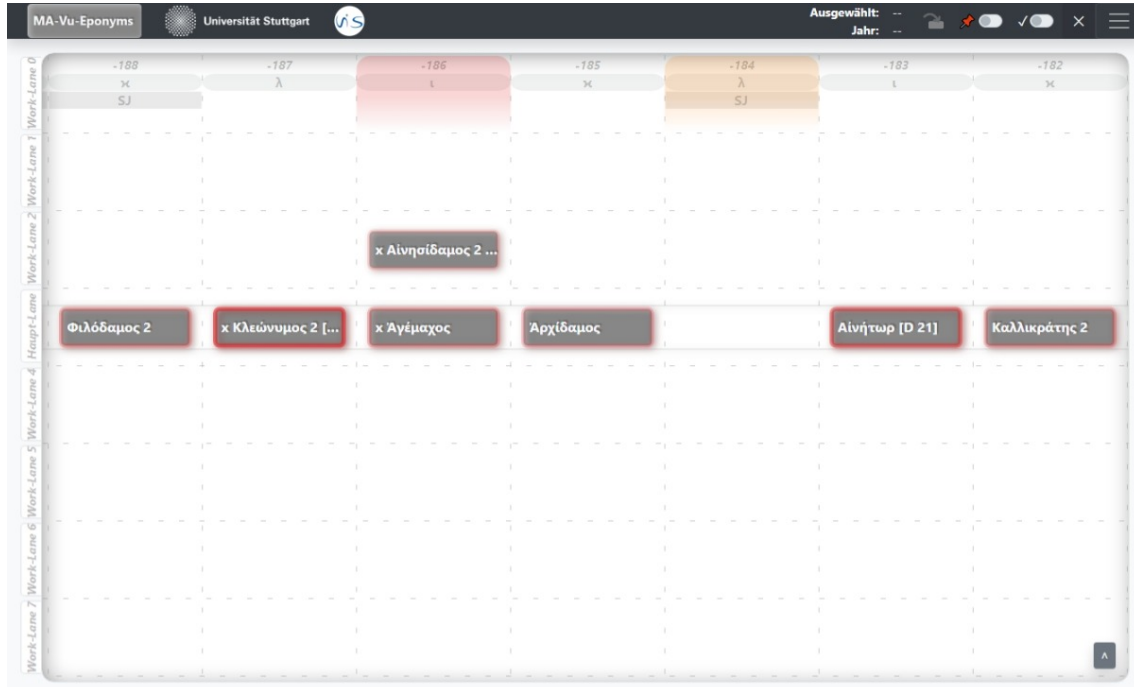 MA-Vu-Eponyms Universität Stuttgart VIS Ausgewählt: -- ✓ ×
Jahr: --
-188 -187 -186 -185 -184 -183 -182
ϰ λ ι ϰ λ ι ϰ
SJ SJ
Work-Lane 0
Work-Lane 1
Work-Lane 2
x Αἰνησίδαμος 2 ...
Haupt-Lane
Φιλόδαμος 2 x Κλεώνυμος 2 [... x Ἁγέμαχος Ἀρχίδαμος Αἰνήτωρ [D 21] Καλλικράτης 2
Work-Lane 4
Work-Lane 5
Work-Lane 6
Work-Lane 7
^